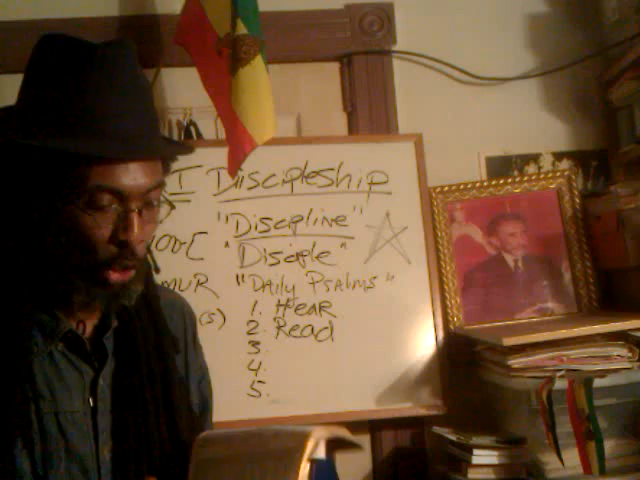 I Discipleship
"Discipline"
"Disciple"
"Daily Psalms"
1. Hear
2. Read
3.
4.
5.